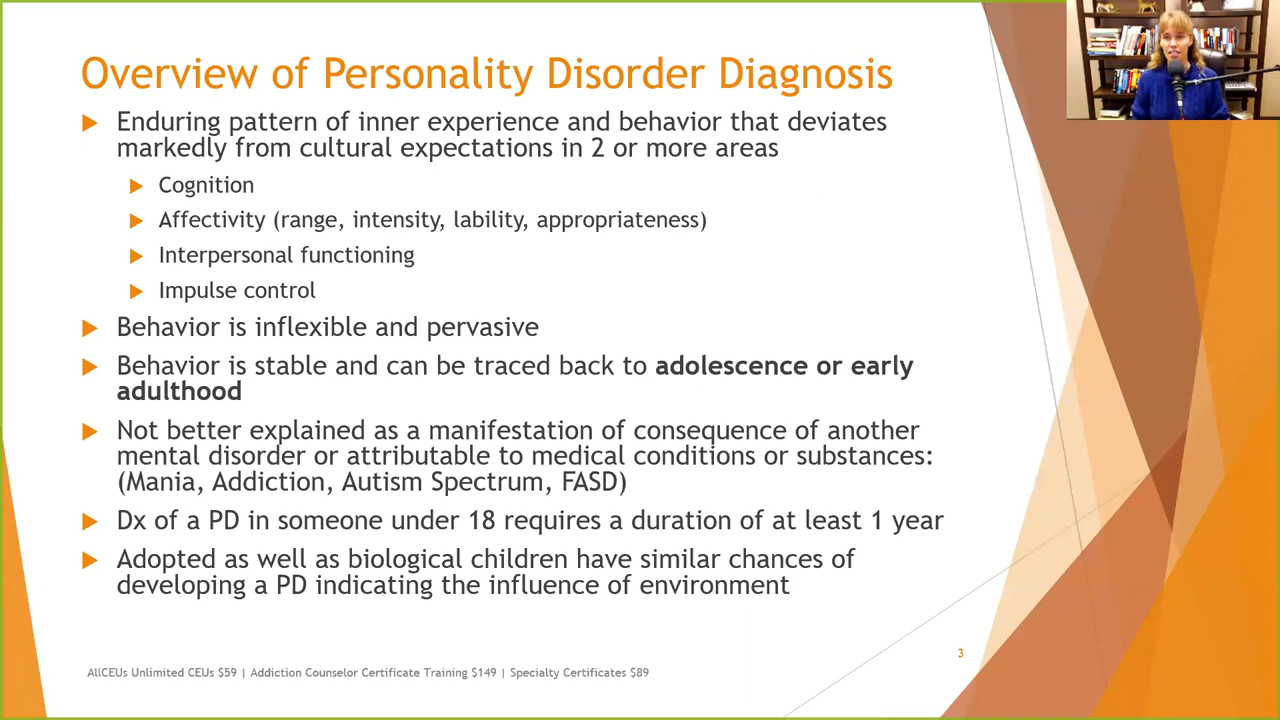 Overview of Personality Disorder Diagnosis
Enduring pattern of inner experience and behavior that deviates
markedly from cultural expectations in 2 or more areas
Cognition
Affectivity (range, intensity, lability, appropriateness)
Interpersonal functioning
Impulse control
Behavior is inflexible and pervasive
Behavior is stable and can be traced back to adolescence or early
adulthood
Not better explained as a manifestation of consequence of another
mental disorder or attributable to medical conditions or substances:
(Mania, Addiction, Autism Spectrum, FASD)
Dx of a PD in someone under 18 requires a duration of at least 1 year
Adopted as well as biological children have similar chances of
developing a PD indicating the influence of environment
3
AllCEUs Unlimited CEUs $59 | Addiction Counselor Certificate Training $149 | Specialty Certificates $89